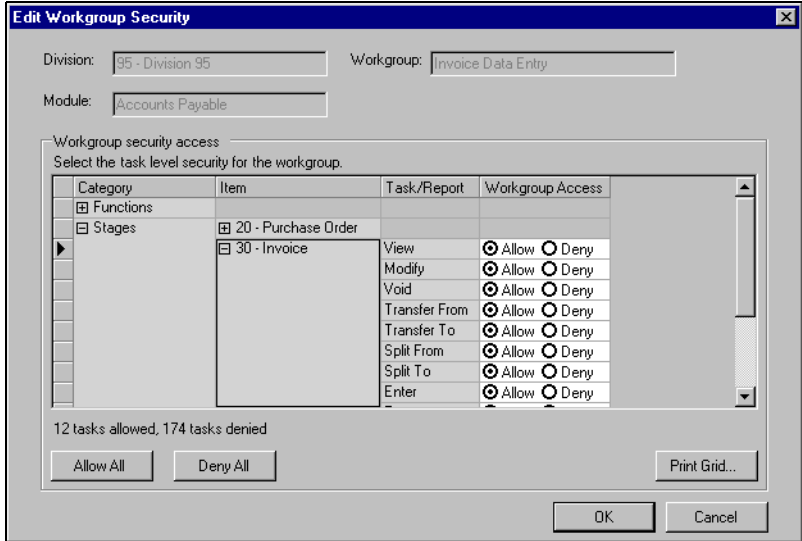 Edit Workgroup Security
Division: 95 - Division 95 Workgroup: Invoice Data Entry
Module: Accounts Payable
Workgroup security access
Select the task level security for the workgroup.
Category Item Task/Report Workgroup Access
Functions
Stages 20 - Purchase Order
30 - Invoice View Allow Deny
Modify Allow Deny
Void Allow Deny
Transfer From Allow Deny
Transfer To Allow Deny
Split From Allow Deny
Split To Allow Deny
Enter Allow Deny
12 tasks allowed, 174 tasks denied
Allow All Deny All Print Grid...
OK Cancel